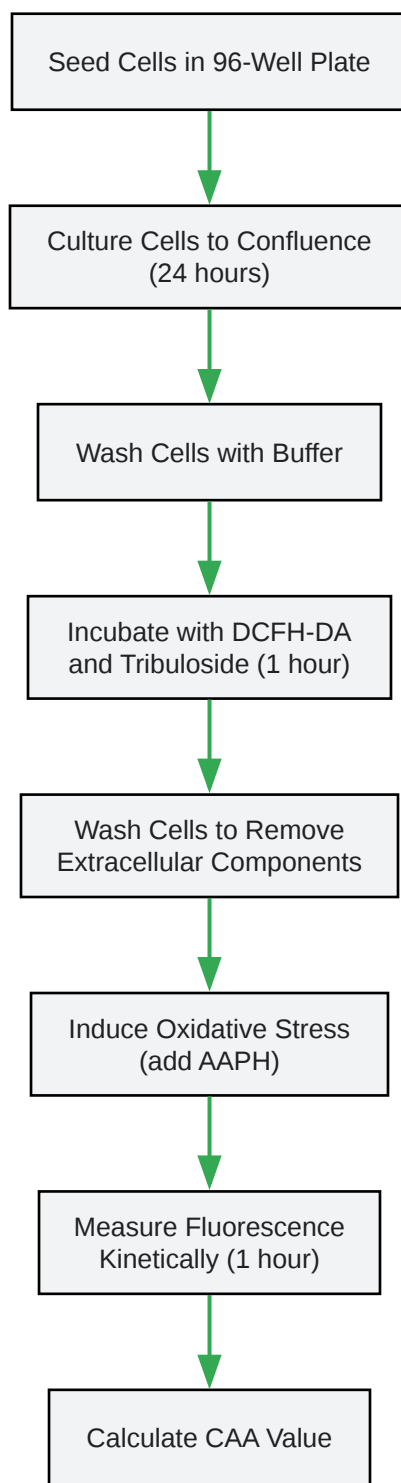 Seed Cells in 96-Well Plate
Culture Cells to Confluence
(24 hours)
Wash Cells with Buffer
Incubate with DCFH-DA
and Tribuloside (1 hour)
Wash Cells to Remove
Extracellular Components
Induce Oxidative Stress
(add AAPH)
Measure Fluorescence
Kinetically (1 hour)
Calculate CAA Value